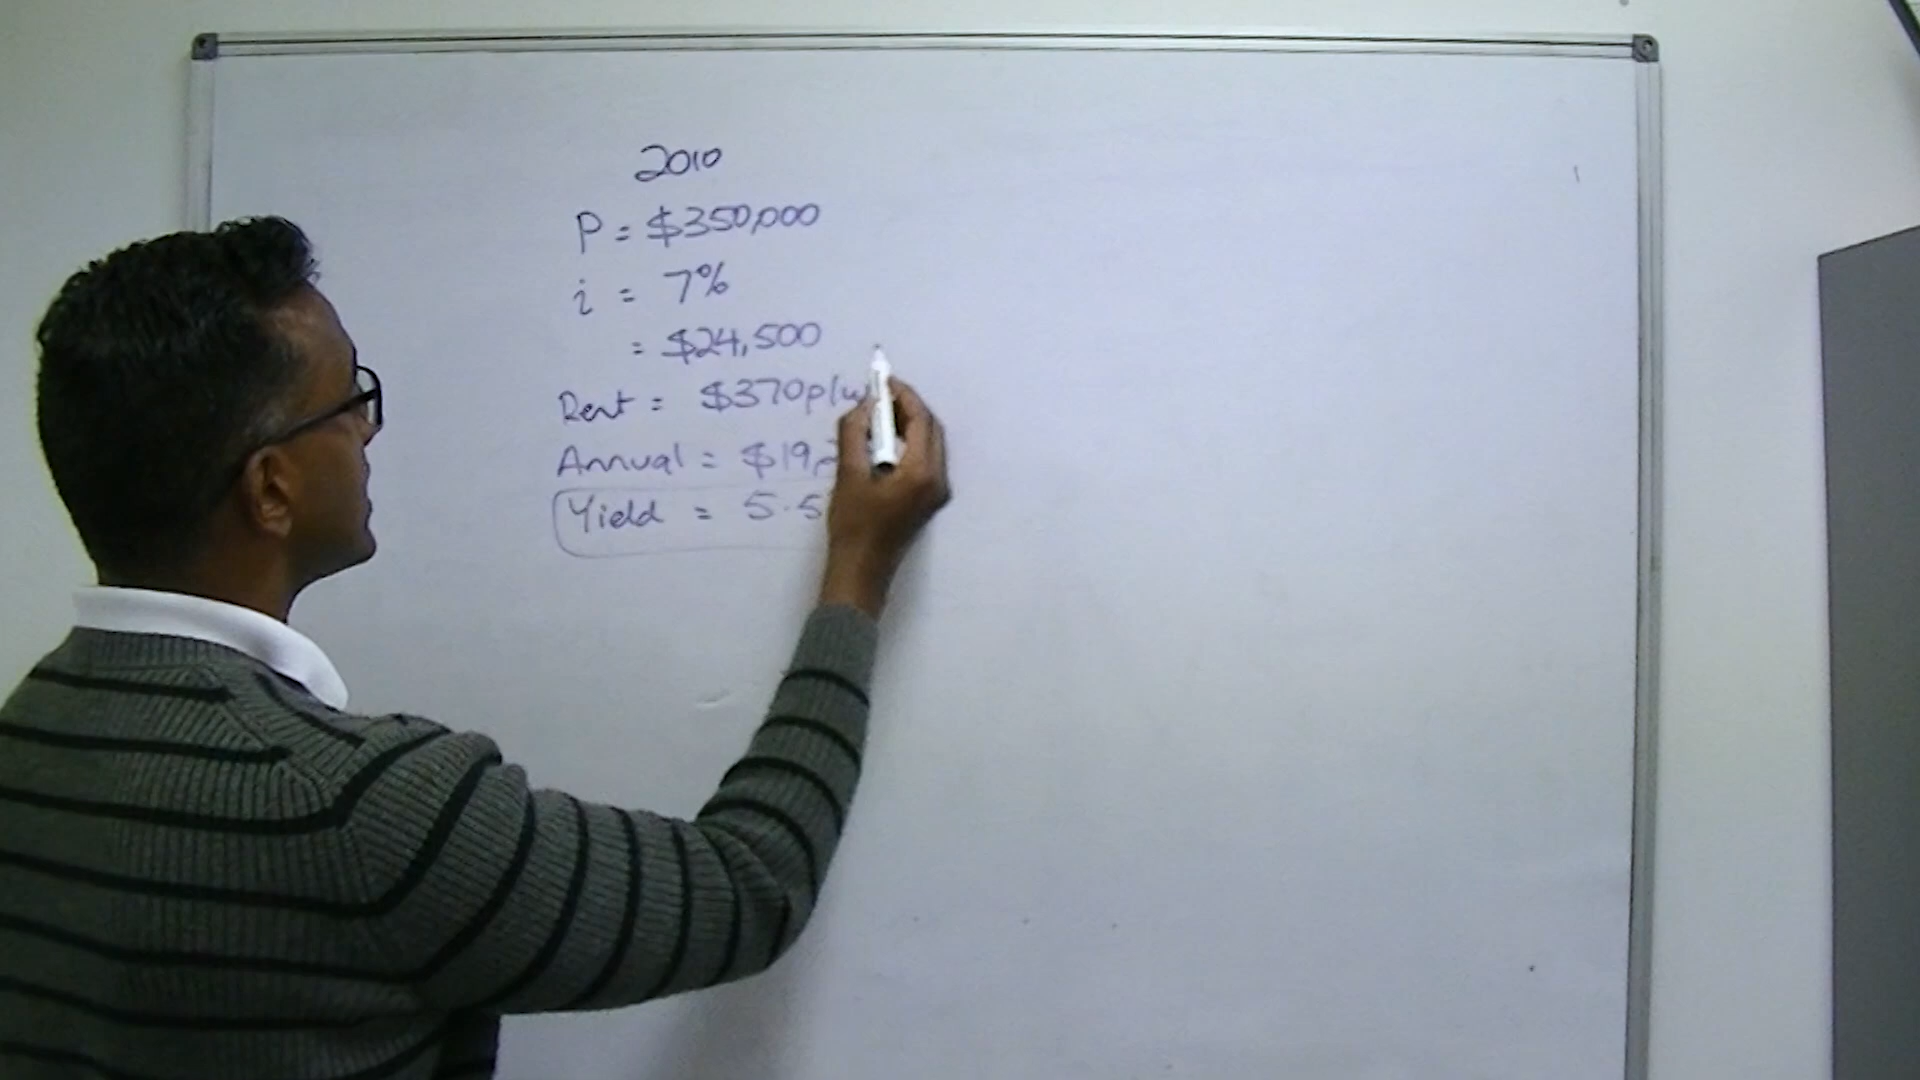 2010
P = $350,000
i = 7%
= $24,500
Rent = $370p/w
Annual = $19,
Yield = 5.5